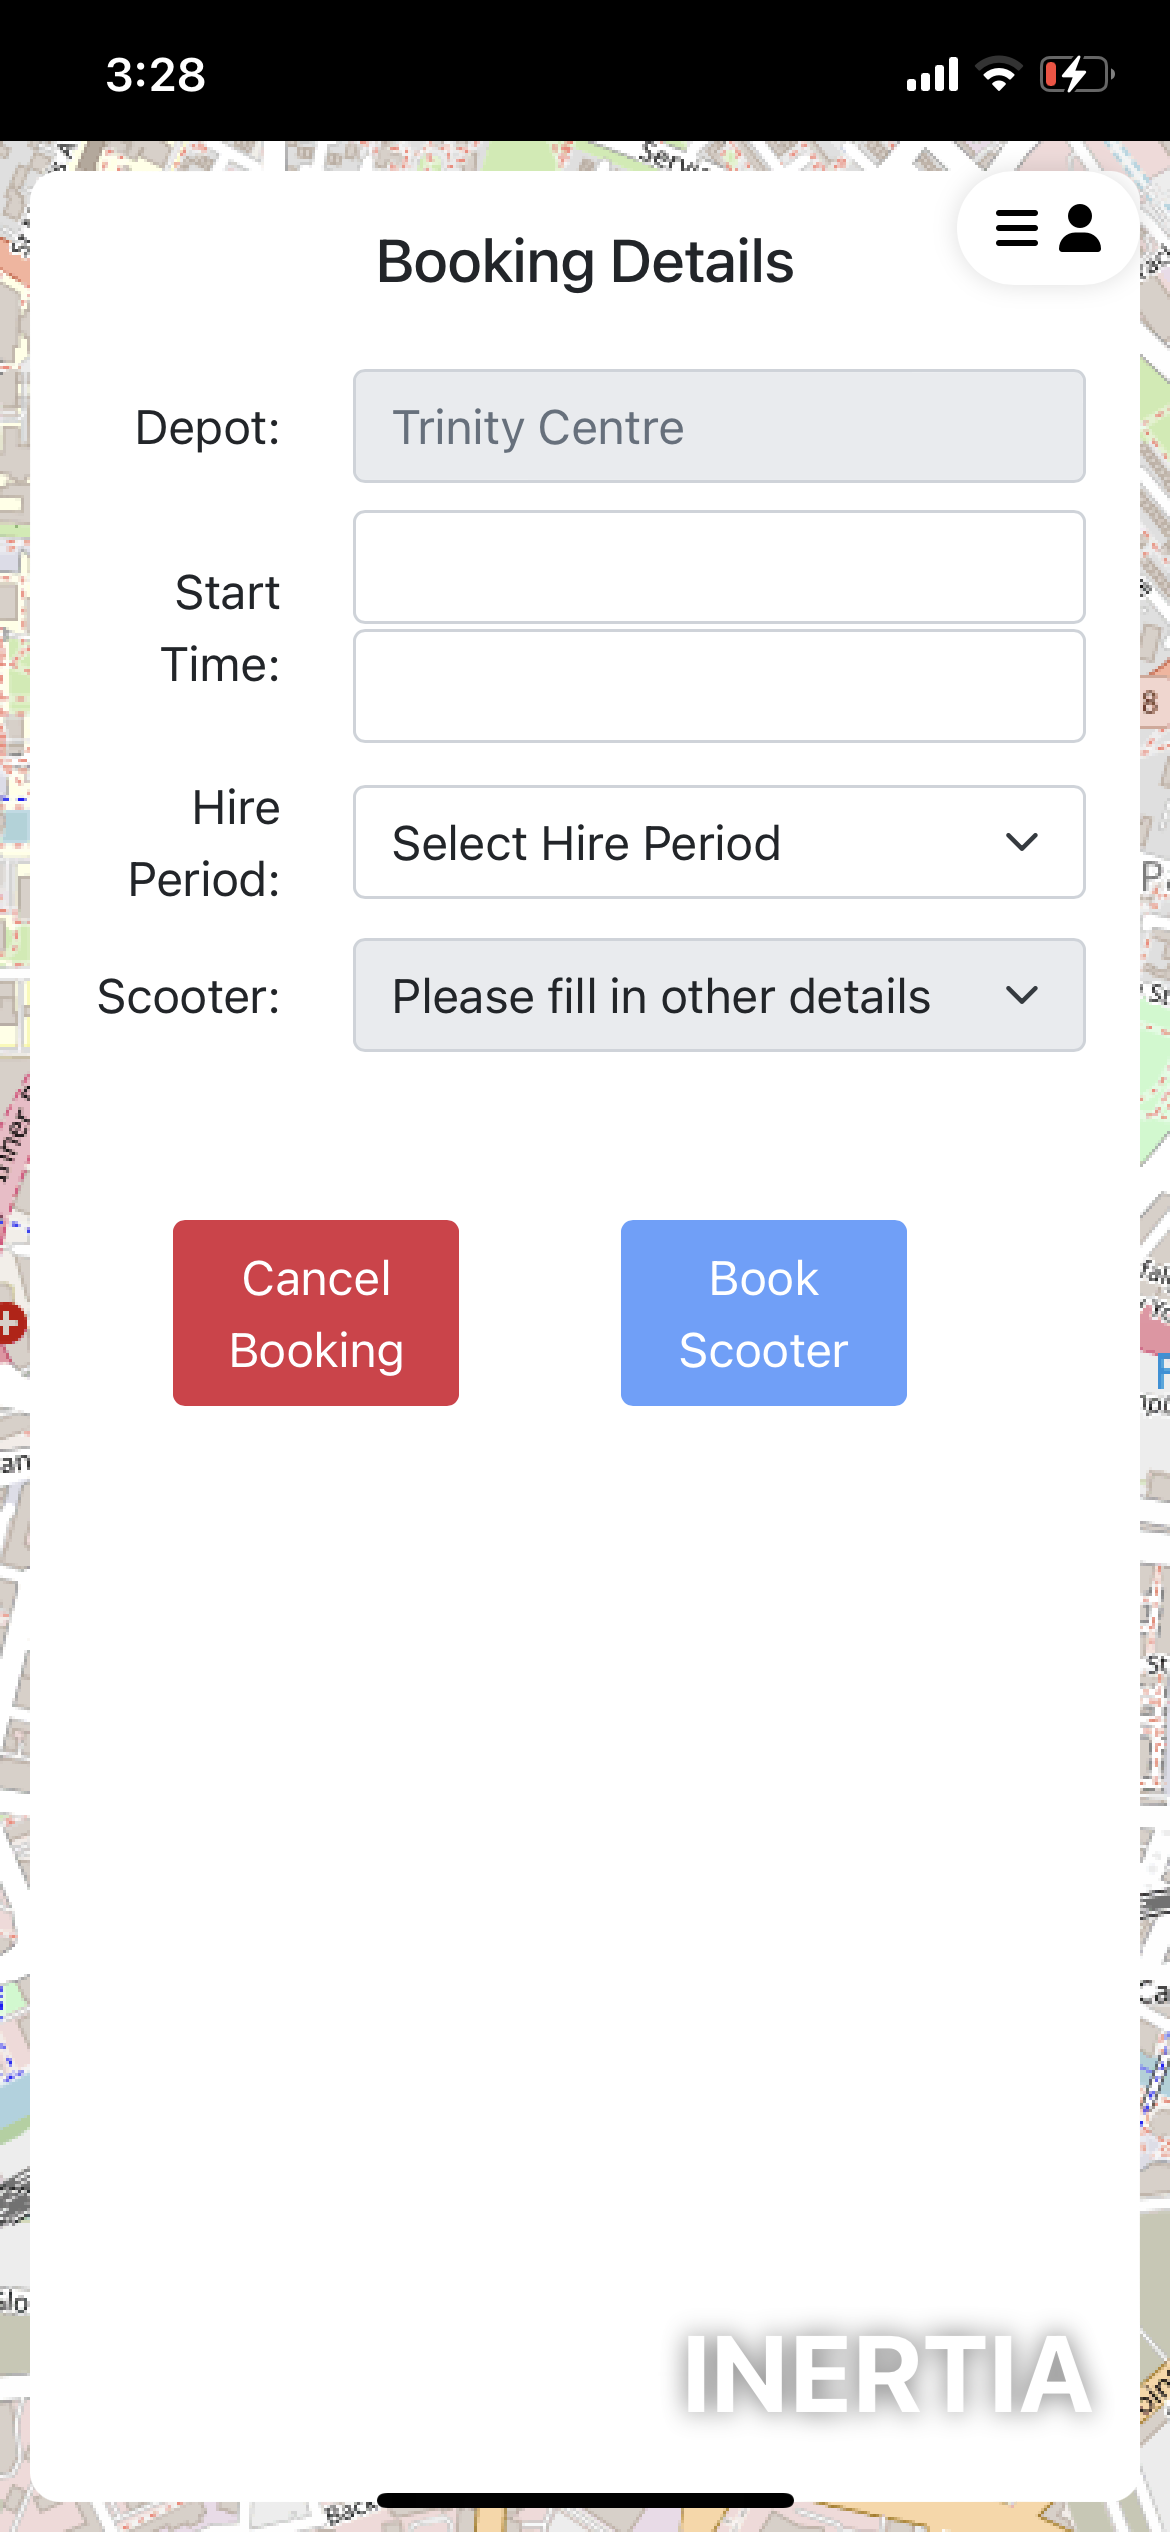 3:28
Booking Details
Depot:
Trinity Centre
Start
Time:
Hire
Period:
Select Hire Period
Scooter:
Please fill in other details
Cancel
Booking
Book
Scooter
INERTIA
8